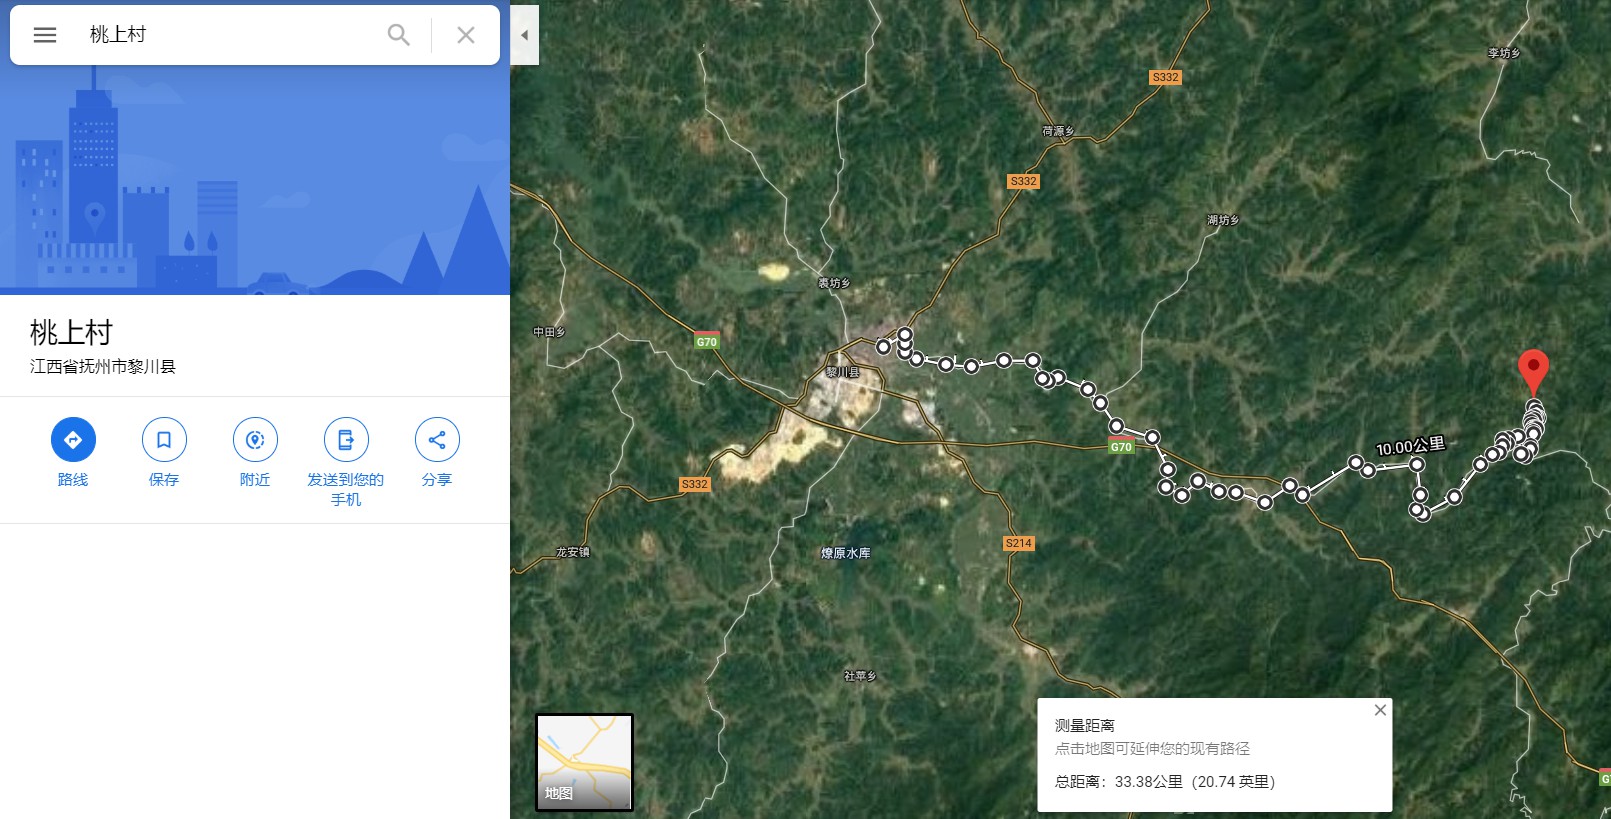 桃上村
桃上村
江西省抚州市黎川县
路线
保存
附近
发送到您的
手机
分享
李坊乡
S332
荷源乡
S332
湖坊乡
裘坊乡
中田乡
G70
黎川县
10.00公里
G70
S332
S214
龙安镇
燎原水库
社苹乡
地图
测量距离
点击地图可延伸您的现有路径
总距离：33.38公里（20.74 英里）